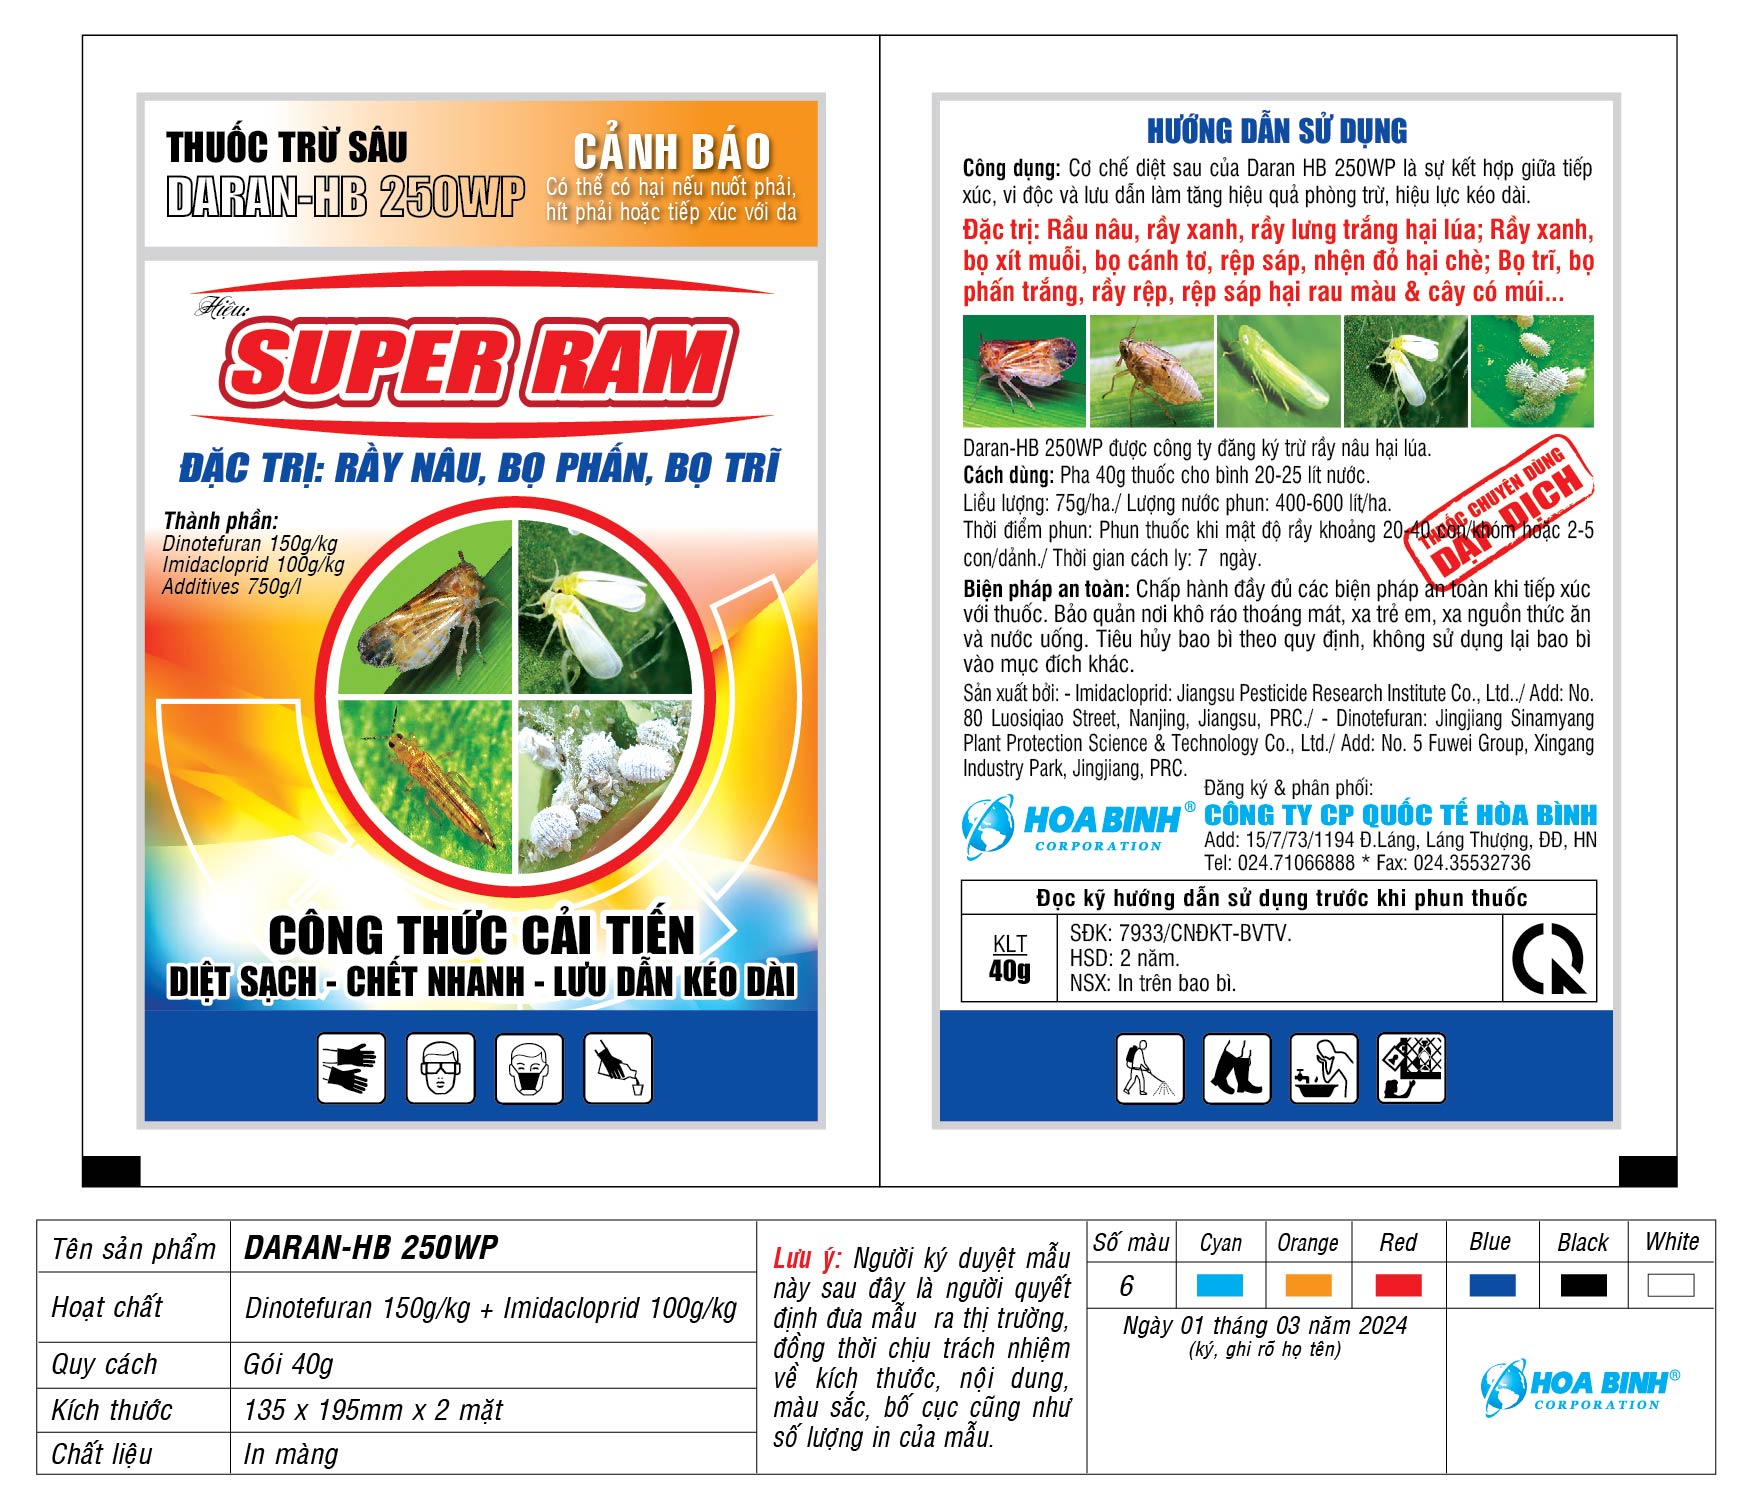 THUỐC TRỪ SÂU
DARAN-HB 250WP
CẢNH BÁO
Có thể có hại nếu nuốt phải,
hít phải hoặc tiếp xúc với da
Hiệu:
SUPER RAM
ĐẶC TRỊ: RẦY NÂU, BỌ PHẤN, BỌ TRĨ
Thành phần:
Dinotefuran 150g/kg
Imidacloprid 100g/kg
Additives 750g/l
CÔNG THỨC CẢI TIẾN
DIỆT SẠCH - CHẾT NHANH - LƯU DẪN KÉO DÀI
HƯỚNG DẪN SỬ DỤNG
Công dụng: Cơ chế diệt sau của Daran HB 250WP là sự kết hợp giữa tiếp
xúc, vi độc và lưu dẫn làm tăng hiệu quả phòng trừ, hiệu lực kéo dài.
Đặc trị: Rầu nâu, rầy xanh, rầy lưng trắng hại lúa; Rầy xanh,
bọ xít muỗi, bọ cánh tơ, rệp sáp, nhện đỏ hại chè; Bọ trĩ, bọ
phấn trắng, rầy rệp, rệp sáp hại rau màu & cây có múi...
Daran-HB 250WP được công ty đăng ký trừ rầy nâu hại lúa.
Cách dùng: Pha 40g thuốc cho bình 20-25 lít nước.
Liều lượng: 75g/ha./ Lượng nước phun: 400-600 lít/ha.
Thời điểm phun: Phun thuốc khi mật độ rầy khoảng 20-40 con/khóm hoặc 2-5
con/dảnh./ Thời gian cách ly: 7 ngày.
THUỐC CHUYÊN DÙNG
DẬP DỊCH
Biện pháp an toàn: Chấp hành đầy đủ các biện pháp an toàn khi tiếp xúc
với thuốc. Bảo quản nơi khô ráo thoáng mát, xa trẻ em, xa nguồn thức ăn
và nước uống. Tiêu hủy bao bì theo quy định, không sử dụng lại bao bì
vào mục đích khác.
Sản xuất bởi: - Imidacloprid: Jiangsu Pesticide Research Institute Co., Ltd../ Add: No.
80 Luosiqiao Street, Nanjing, Jiangsu, PRC./ - Dinotefuran: Jingjiang Sinamyang
Plant Protection Science & Technology Co., Ltd./ Add: No. 5 Fuwei Group, Xingang
Industry Park, Jingjiang, PRC.
Đăng ký & phân phối:
HOA BINH®
CORPORATION
CÔNG TY CP QUỐC TẾ HÒA BÌNH
Add: 15/7/73/1194 Đ.Láng, Láng Thượng, ĐĐ, HN
Tel: 024.71066888 * Fax: 024.35532736
Đọc kỹ hướng dẫn sử dụng trước khi phun thuốc
KLT
40g
SĐK: 7933/CNĐKT-BVTV.
HSD: 2 năm.
NSX: In trên bao bì.
Tên sản phẩm DARAN-HB 250WP
Hoạt chất Dinotefuran 150g/kg + Imidacloprid 100g/kg
Quy cách Gói 40g
Kích thước 135 x 195mm x 2 mặt
Chất liệu In màng
Lưu ý: Người ký duyệt mẫu
này sau đây là người quyết
định đưa mẫu ra thị trường,
đồng thời chịu trách nhiệm
về kích thước, nội dung,
màu sắc, bố cục cũng như
số lượng in của mẫu.
Số màu Cyan Orange Red Blue Black White
6
Ngày 01 tháng 03 năm 2024
(ký, ghi rõ họ tên)
HOA BINH®
CORPORATION